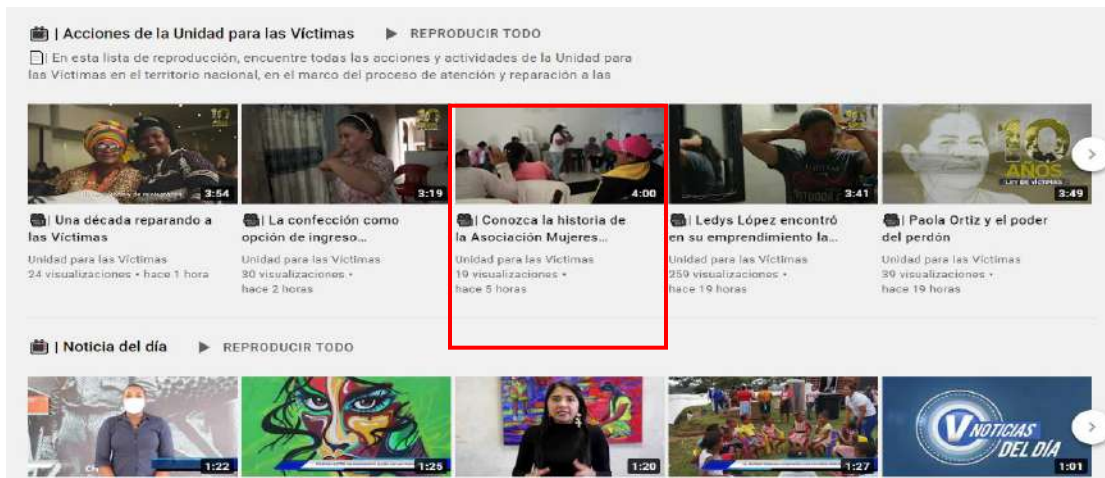 | Acciones de la Unidad para las Víctimas ▶ REPRODUCIR TODO
| En esta lista de reproducción, encuentre todas las acciones y actividades de la Unidad para
las Víctimas en el territorio nacional, en el marco del proceso de atención y reparación a las
10
10
10
AÑOS
LEY DE VÍCTIMAS
3:54
3:19
4:00
3:41
3:49
| Una década reparando a
las Víctimas
Unidad para las Víctimas
24 visualizaciones • hace 1 hora
| La confección como
opción de ingreso...
Unidad para las Víctimas
30 visualizaciones •
hace 2 horas
| Conozca la historia de
la Asociación Mujeres...
Unidad para las Víctimas
19 visualizaciones •
hace 5 horas
| Ledys López encontró
en su emprendimiento la...
Unidad para las Víctimas
259 visualizaciones •
hace 19 horas
| Paola Ortiz y el poder
del perdón
Unidad para las Víctimas
39 visualizaciones •
hace 19 horas
| Noticia del día ▶ REPRODUCIR TODO
V NOTICIAS
DEL DÍA
1:22
1:25
1:20
1:27
1:01